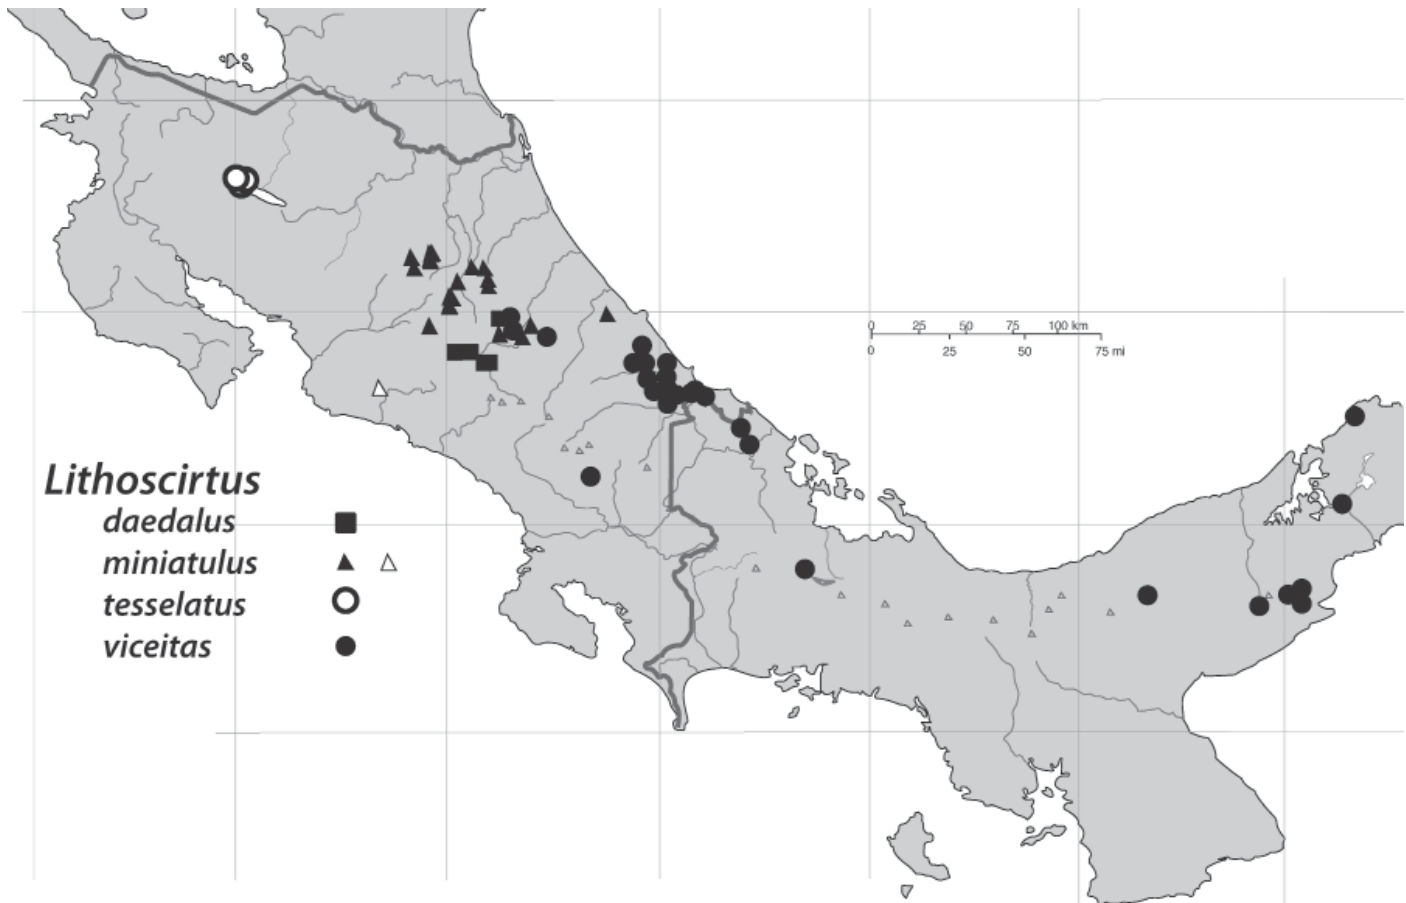 0 25 50 75 100 km
0 25 50 75 mi
Lithoscirtus
daedalus
miniatulus
tesselatus
viceitas